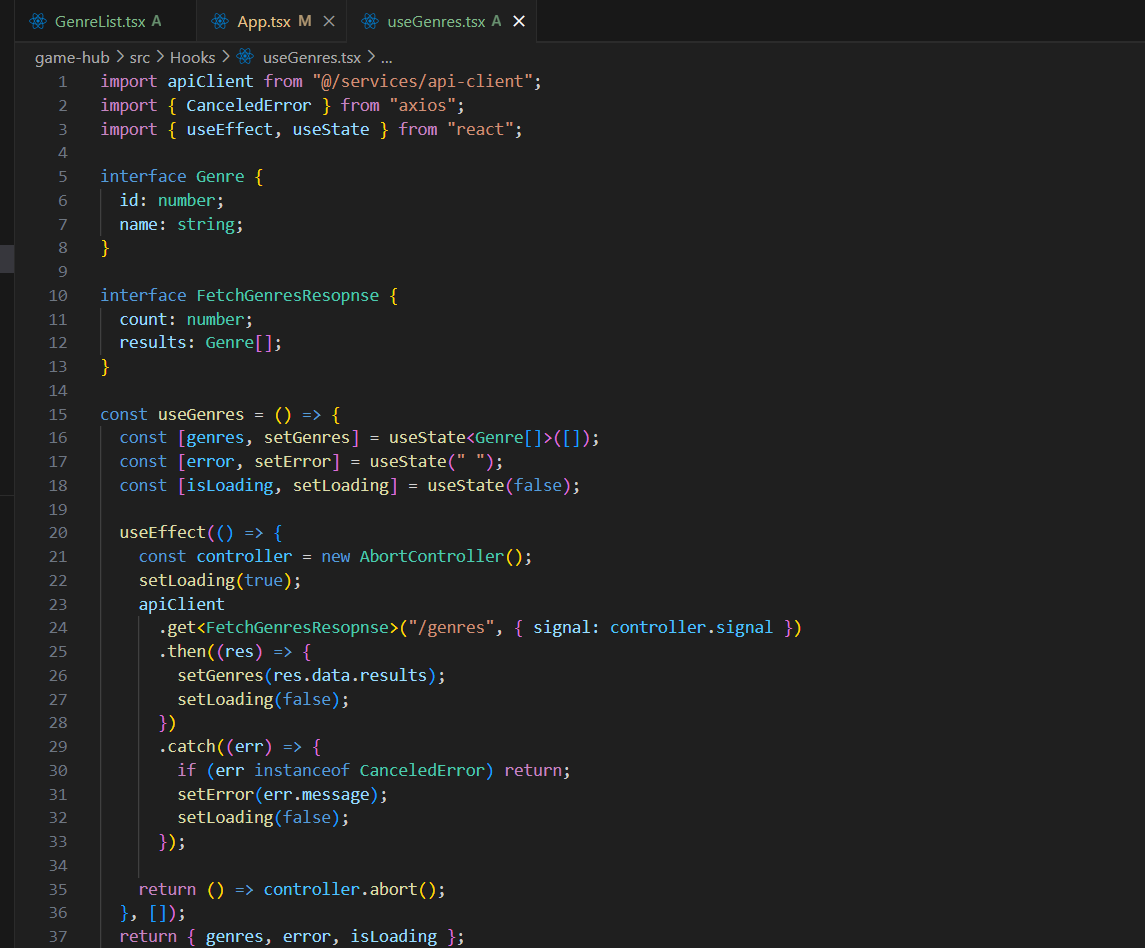 GenreList.tsx A App.tsx M useGenres.tsx A
game-hub > src > Hooks > useGenres.tsx > ...
1 import apiClient from "@/services/api-client";
2 import { CanceledError } from "axios";
3 import { useEffect, useState } from "react";
4
5 interface Genre {
6   id: number;
7   name: string;
8 }
9
10 interface FetchGenresResopnse {
11   count: number;
12   results: Genre[];
13 }
14
15 const useGenres = () => {
16   const [genres, setGenres] = useState<Genre[]>([]);
17   const [error, setError] = useState(" ");
18   const [isLoading, setLoading] = useState(false);
19
20   useEffect(() => {
21     const controller = new AbortController();
22     setLoading(true);
23     apiClient
24       .get<FetchGenresResopnse>("/genres", { signal: controller.signal })
25       .then((res) => {
26         setGenres(res.data.results);
27         setLoading(false);
28       })
29       .catch((err) => {
30         if (err instanceof CanceledError) return;
31         setError(err.message);
32         setLoading(false);
33       });
34
35     return () => controller.abort();
36   }, []);
37   return { genres, error, isLoading };